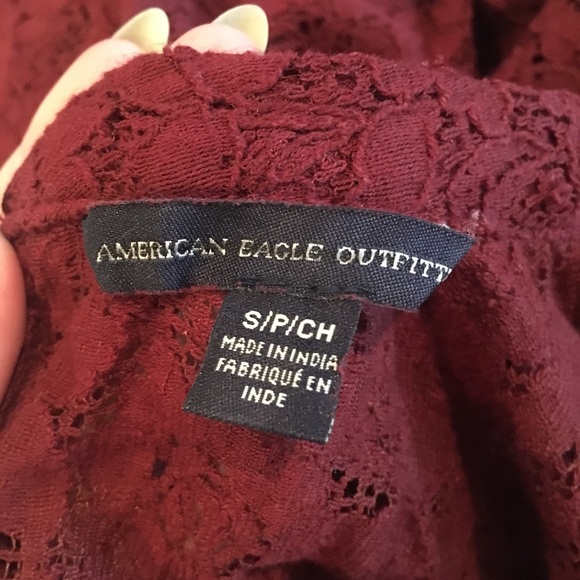 AMERICAN EAGLE OUTFITT
S/P/CH
MADE IN INDIA
FABRIQUÉ EN
INDE